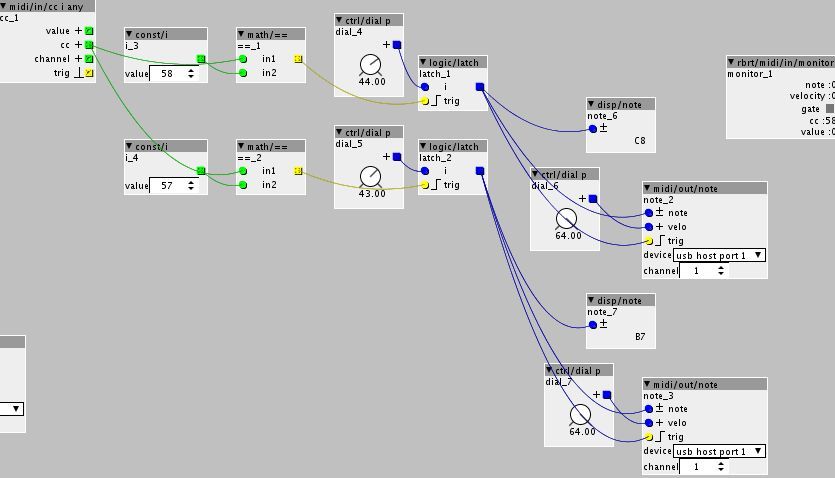 midi/in/cc i any
cc_1
value +
cc +
channel +
trig
const/i
i_3
value 58
math/==
==_1
in1
in2
ctrl/dial p
dial_4
+
44.00
logic/latch
latch_1
i
trig
disp/note
note_6
±
C8
rbrt/midi/in/monitor
monitor_1
note :0
velocity :0
gate
cc :58
value :0
const/i
i_4
value 57
math/==
==_2
in1
in2
ctrl/dial p
dial_5
+
43.00
logic/latch
latch_2
i
trig
ctrl/dial p
dial_6
+
64.00
midi/out/note
note_2
± note
+ velo
trig
device usb host port 1
channel 1
disp/note
note_7
±
B7
ctrl/dial p
dial_7
+
64.00
midi/out/note
note_3
± note
+ velo
trig
device usb host port 1
channel 1